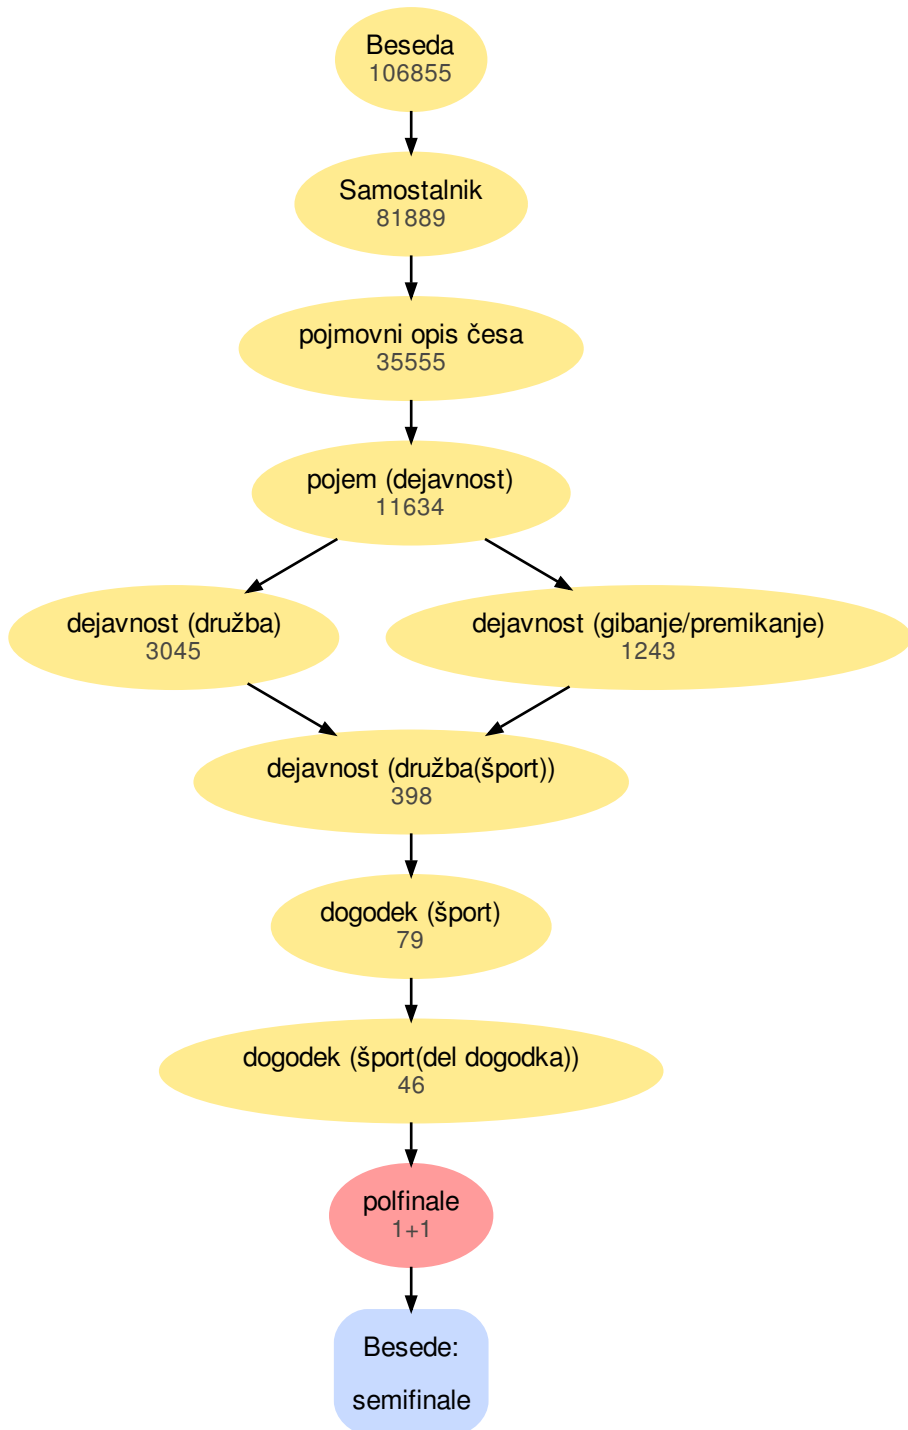 Beseda
106855
Samostalnik
81889
pojmovni opis česa
35555
pojem (dejavnost)
11634
dejavnost (družba)
3045
dejavnost (gibanje/premikanje)
1243
dejavnost (družba(šport))
398
dogodek (šport)
79
dogodek (šport(del dogodka))
46
polfinale
1+1
Besede:
semifinale